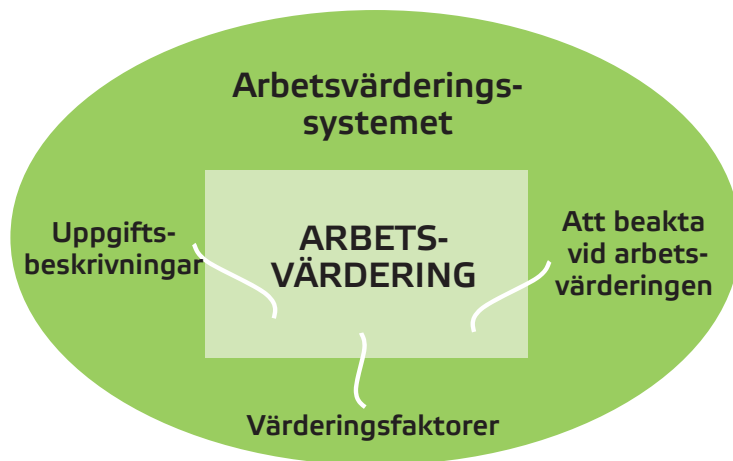 Arbetsvärderings-
systemet
Uppgifts-
beskrivningar
ARBETS-
VÄRDERING
Att beakta
vid arbets-
värderingen
Värderingsfaktorer